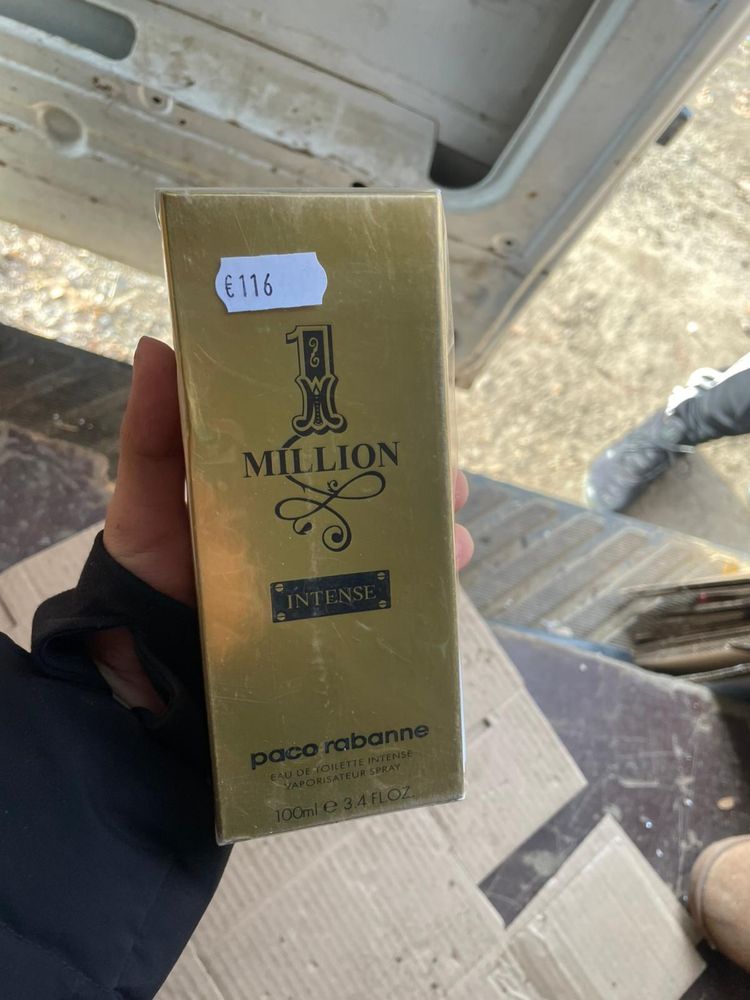 €116
1
MILLION
INTENSE
paco rabanne
EAU DE TOILETTE INTENSE
VAPORISATEUR SPRAY
100ml e 3.4 FL.OZ.